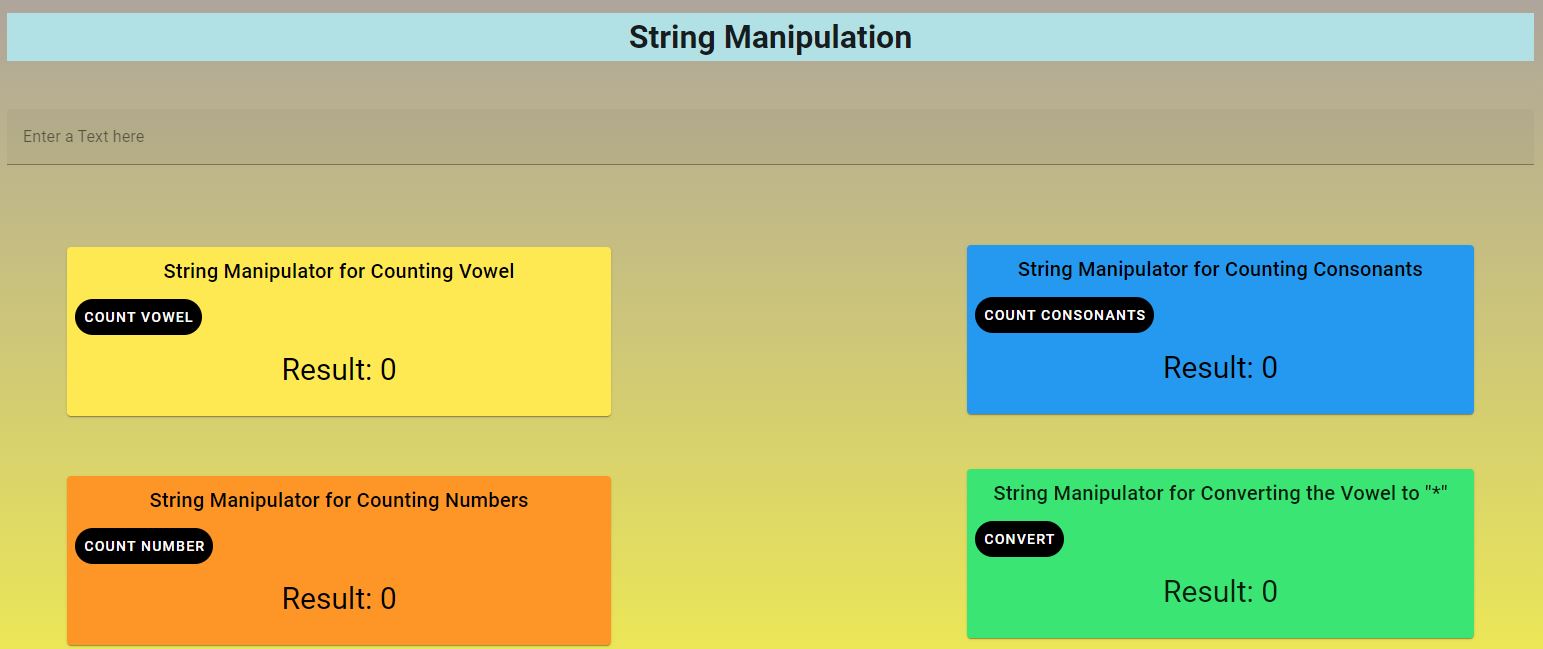 String Manipulation
Enter a Text here
String Manipulator for Counting Vowel
COUNT VOWEL
Result: 0
String Manipulator for Counting Consonants
COUNT CONSONANTS
Result: 0
String Manipulator for Counting Numbers
COUNT NUMBER
Result: 0
String Manipulator for Converting the Vowel to "*"
CONVERT
Result: 0